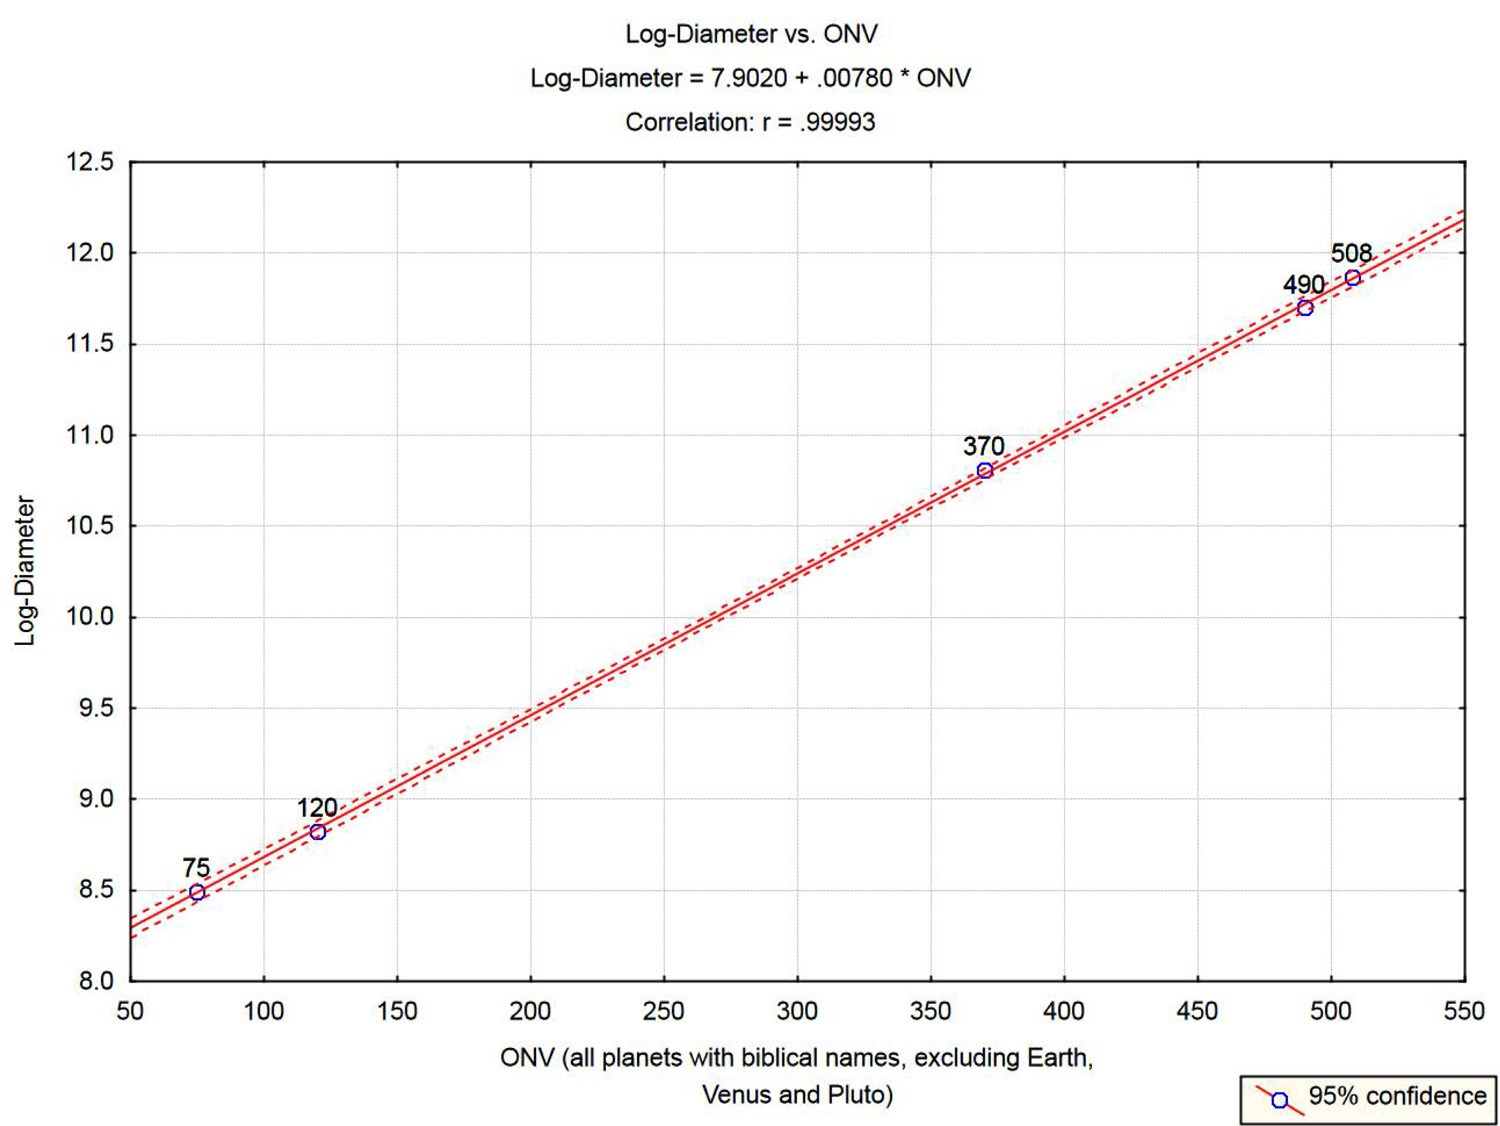 Log-Diameter vs. ONV
Log-Diameter = 7.9020 + .00780 * ONV
Correlation: r = .99993
12.5
12.0
11.5
11.0
10.5
10.0
9.5
9.0
8.5
8.0
Log-Diameter
508
490
370
120
75
50 100 150 200 250 300 350 400 450 500 550
ONV (all planets with biblical names, excluding Earth,
Venus and Pluto)
95% confidence